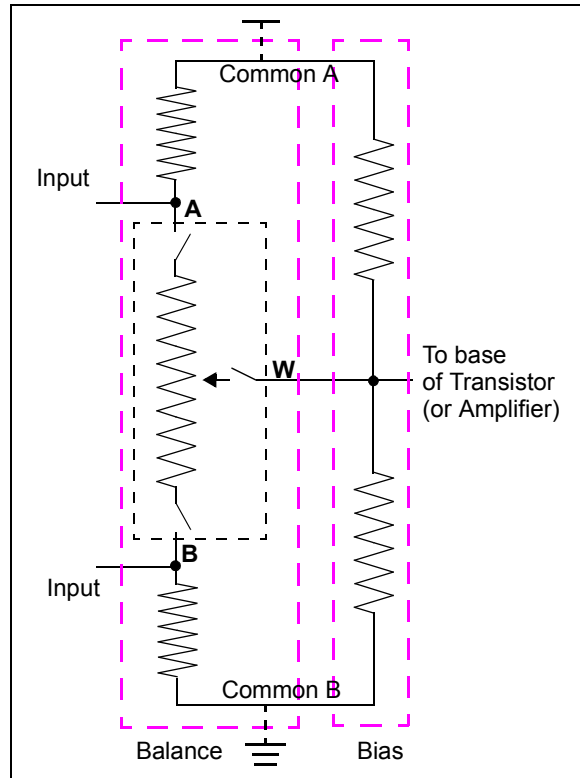 Common A
Input
A
W
To base
of Transistor
(or Amplifier)
B
Input
Common B
Balance
Bias